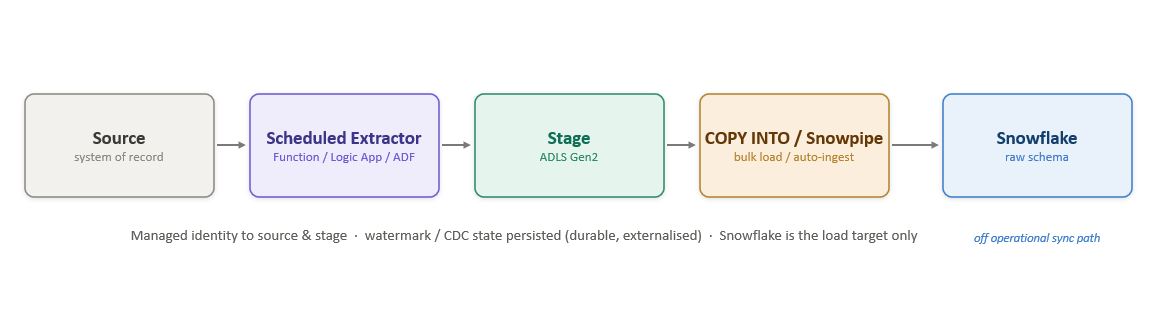 Source
system of record
Scheduled Extractor
Function / Logic App / ADF
Stage
ADLS Gen2
COPY INTO / Snowpipe
bulk load / auto-ingest
Snowflake
raw schema
Managed identity to source & stage · watermark / CDC state persisted (durable, externalised) · Snowflake is the load target only
off operational sync path